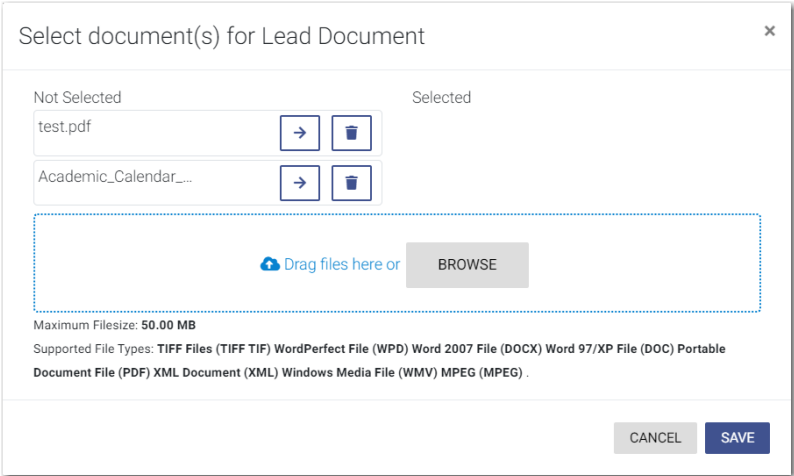 Select document(s) for Lead Document
×
Not Selected
Selected
test.pdf
Academic_Calendar_...
Drag files here or BROWSE
Maximum Filesize: 50.00 MB
Supported File Types: TIFF Files (TIFF TIF) WordPerfect File (WPD) Word 2007 File (DOCX) Word 97/XP File (DOC) Portable
Document File (PDF) XML Document (XML) Windows Media File (WMV) MPEG (MPEG) .
CANCEL SAVE